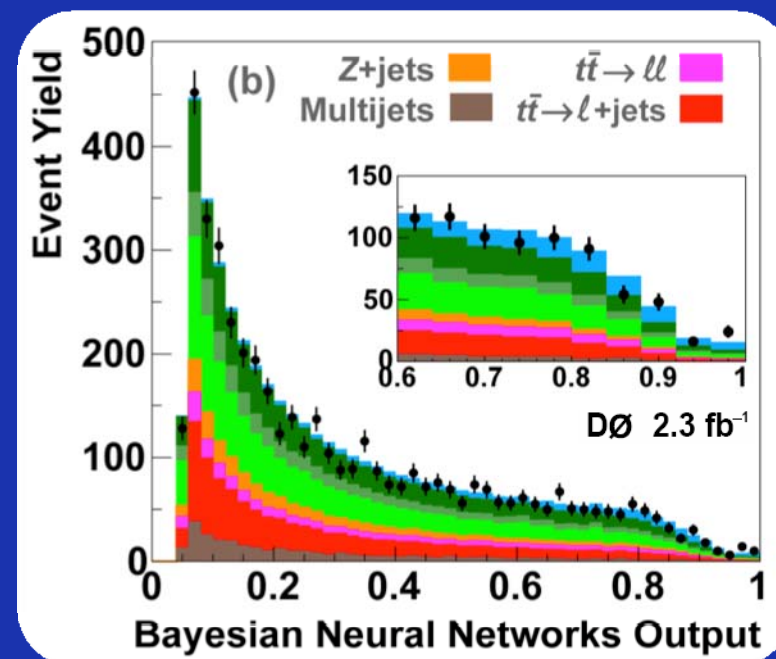 500
400
300
200
100
0
Event Yield
(b)
Z+jets
tt̄→ℓℓ
Multijets
tt̄→ℓ+jets
150
100
50
0
0.6
0.7
0.8
0.9
1
DØ 2.3 fb⁻¹
0
0.2
0.4
0.6
0.8
1
Bayesian Neural Networks Output